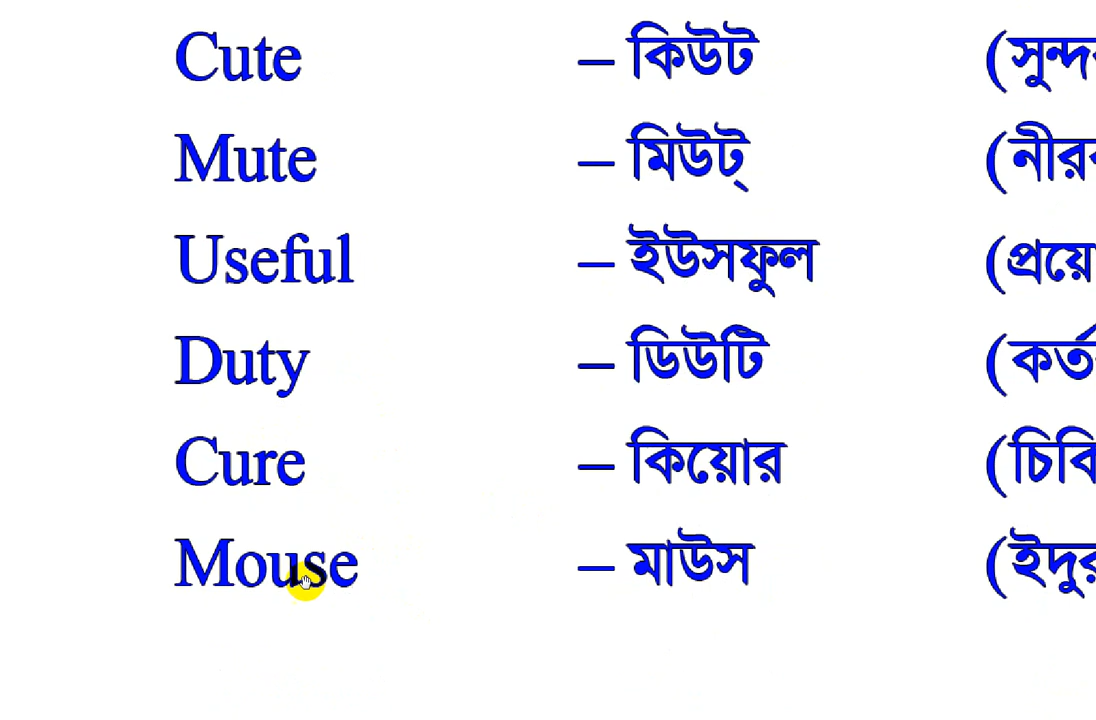 Cute – কিউট
Mute – মিউট্
Useful – ইউসফুল
Duty – ডিউটি
Cure – কিয়োর
Mouse – মাউস